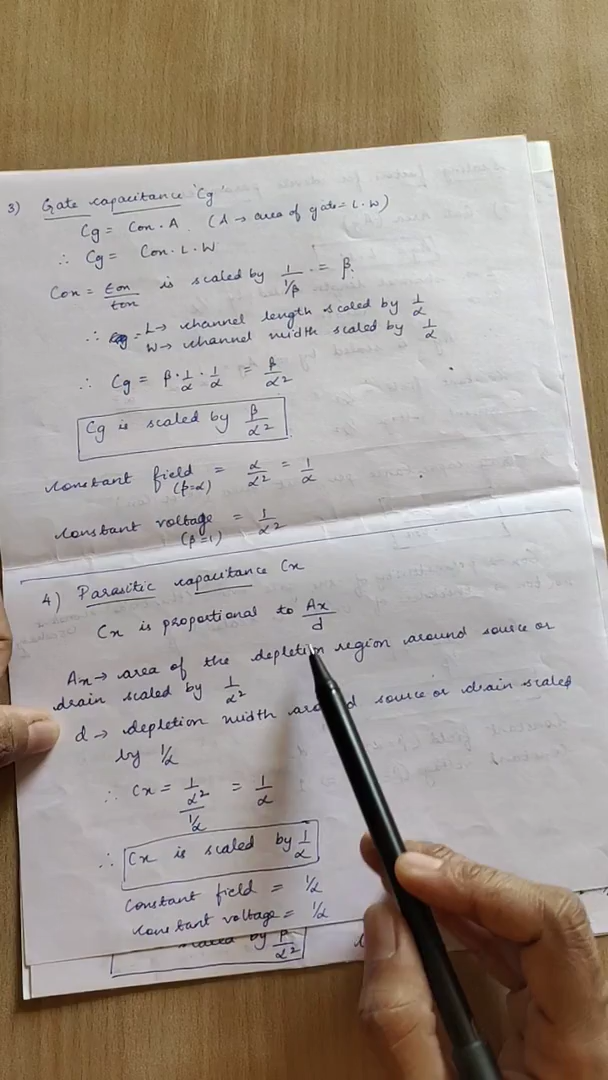 3) Gate capacitance 'Cg'
Cg = Cox · A. (A → area of gate = L · W)
∴ Cg = Cox · L · W
Cox = εox/tox is scaled by 1/(1/β) = β.
∴ L → channel length scaled by 1/α
W → channel width scaled by 1/α
∴ Cg = β · 1/α · 1/α = β/α²
Cg is scaled by β/α²
Constant field = α/α² = 1/α
(β=α)
Constant voltage = 1/α²
(β=1)
4) Parasitic capacitance Cx
Cx is proportional to Ax/d
Ax → area of the depletion region around source or
drain scaled by 1/α²
d → depletion width around source or drain scaled
by 1/α
∴ Cx = (1/α²)/(1/α) = 1/α
∴ Cx is scaled by 1/α
Constant field = 1/α
Constant voltage = 1/α
scaled by β/α²